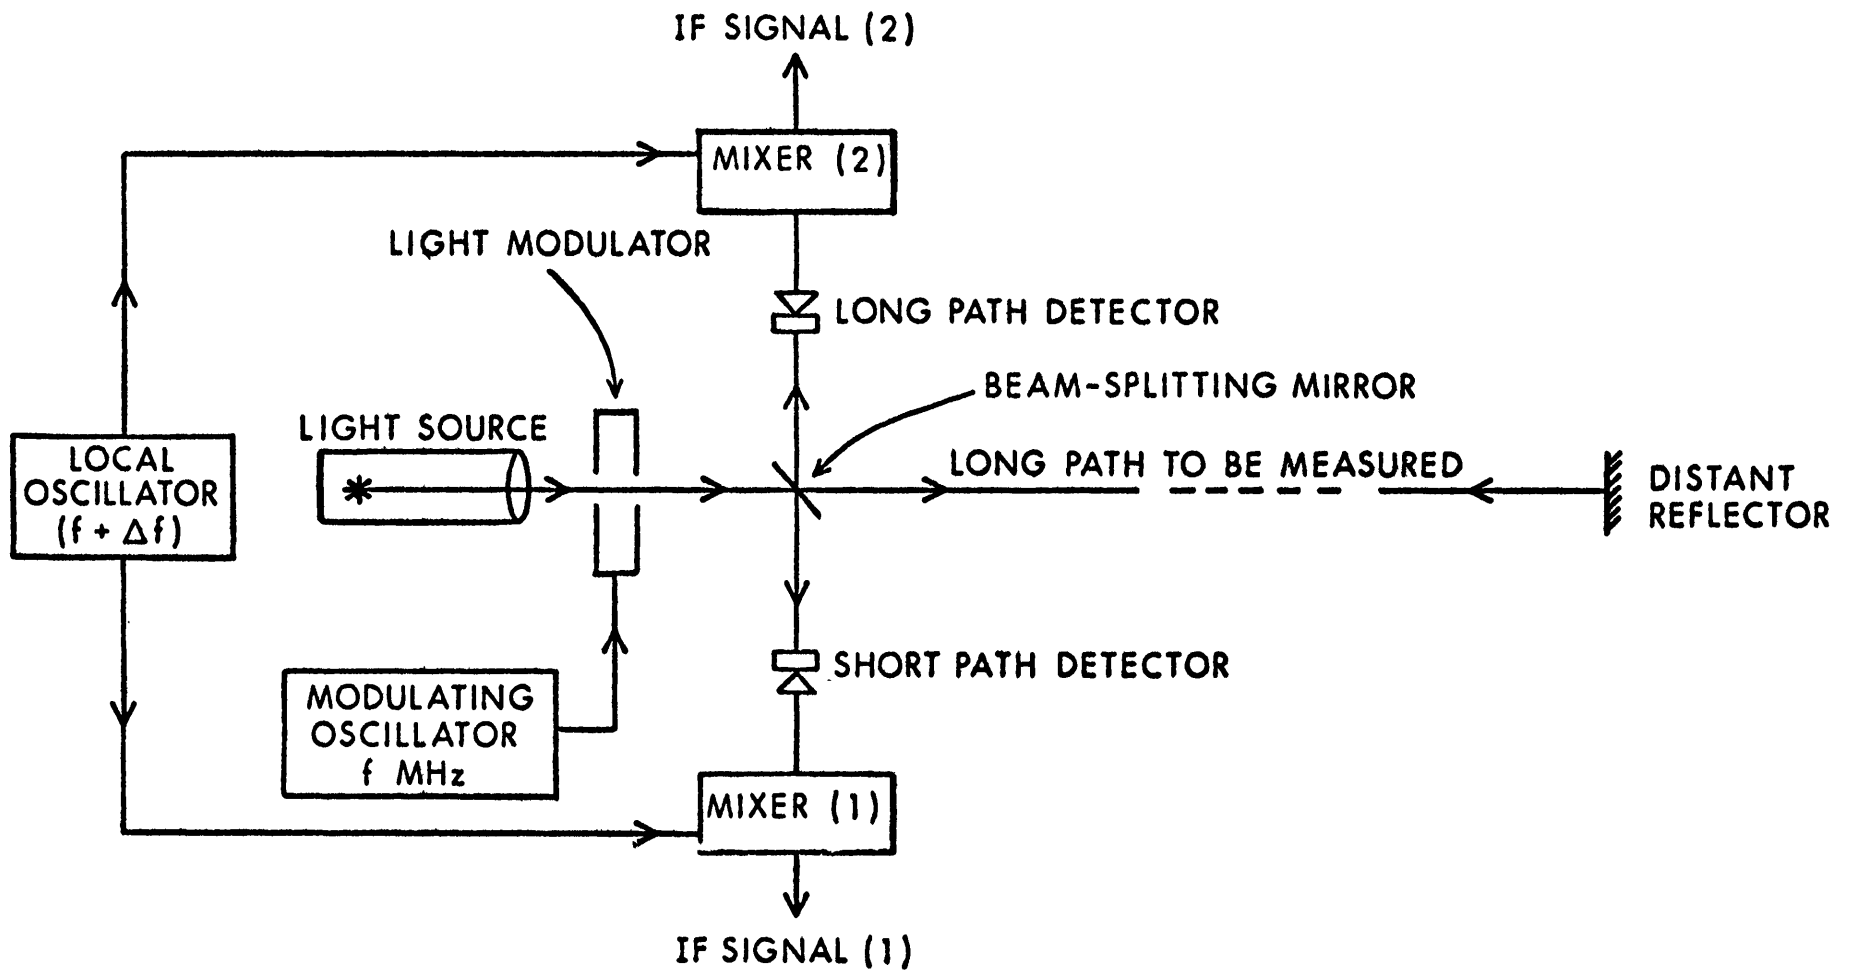 IF SIGNAL (2)
MIXER (2)
LIGHT MODULATOR
LONG PATH DETECTOR
BEAM-SPLITTING MIRROR
LIGHT SOURCE
LONG PATH TO BE MEASURED
DISTANT
REFLECTOR
LOCAL
OSCILLATOR
(f + Δf)
SHORT PATH DETECTOR
MODULATING
OSCILLATOR
f MHz
MIXER (1)
IF SIGNAL (1)